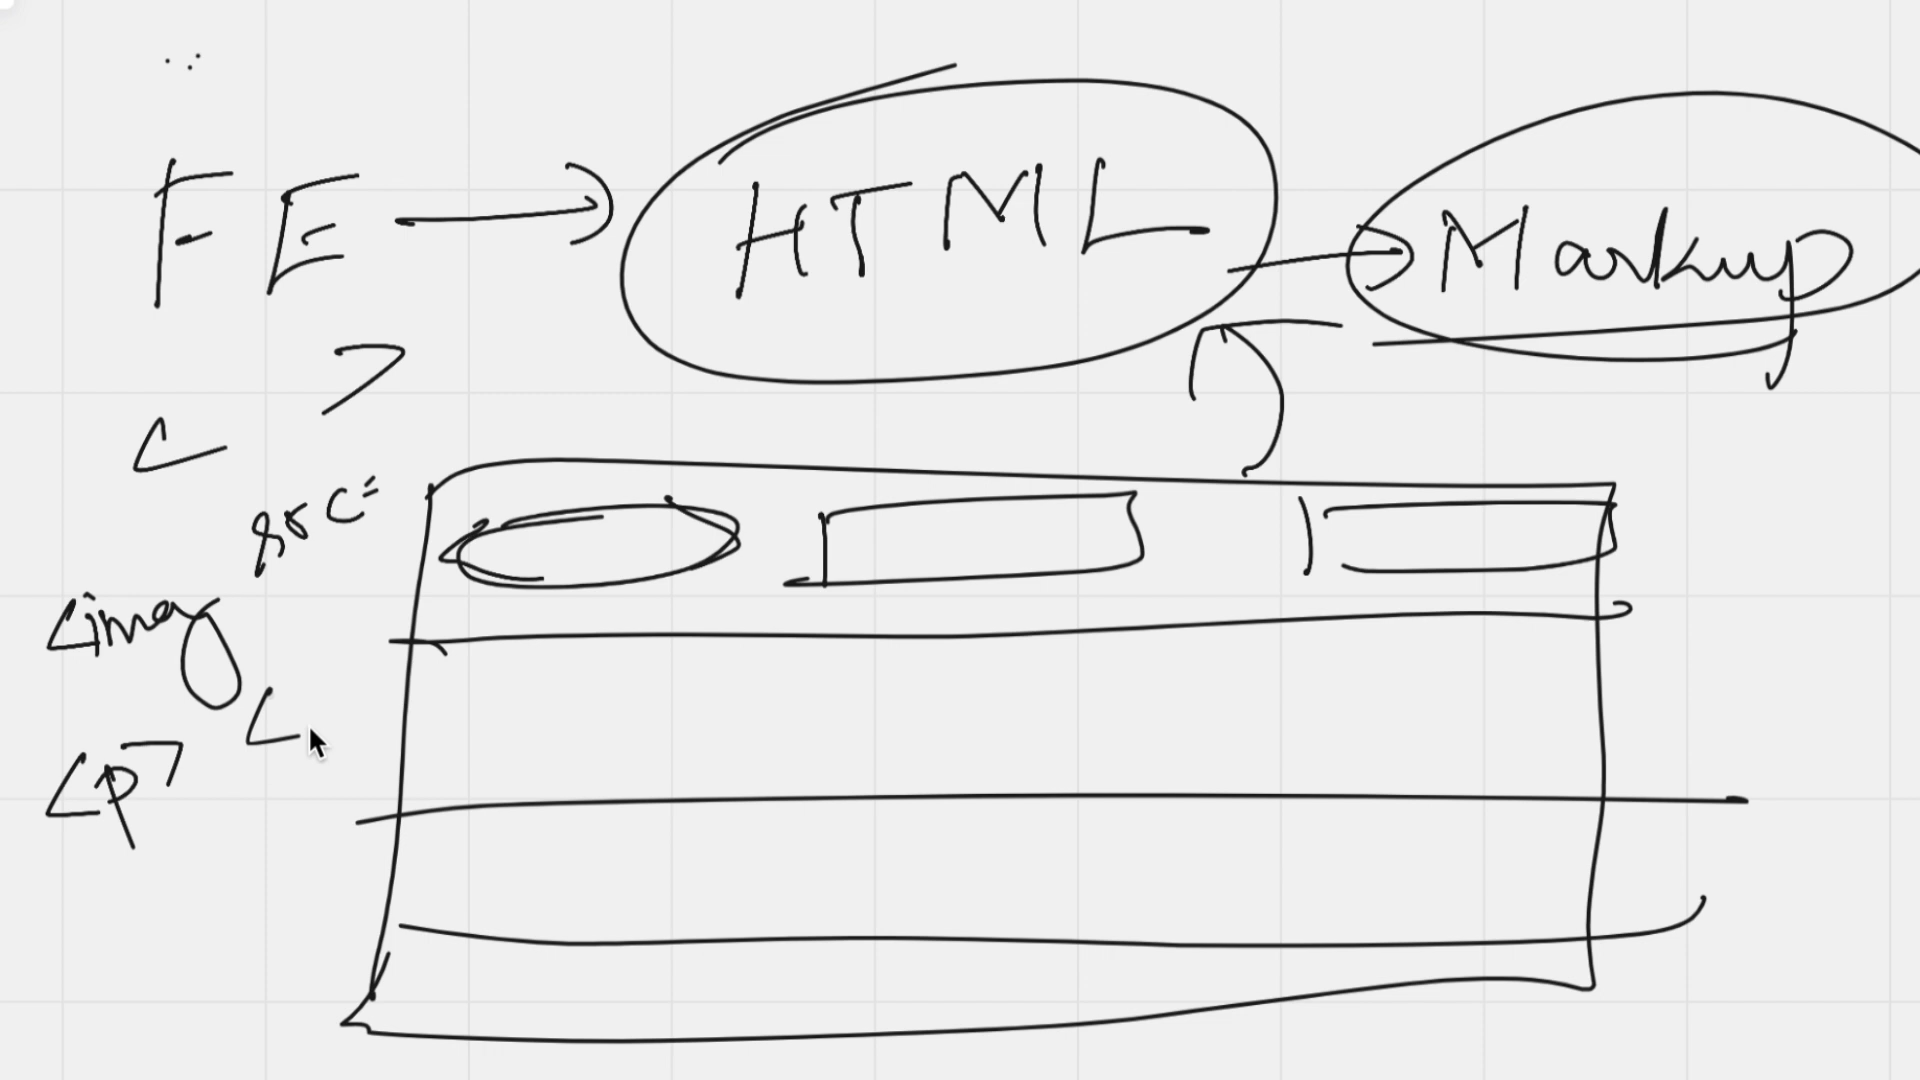 FE → HTML → Markup
< >
src=
<img
<
<p>